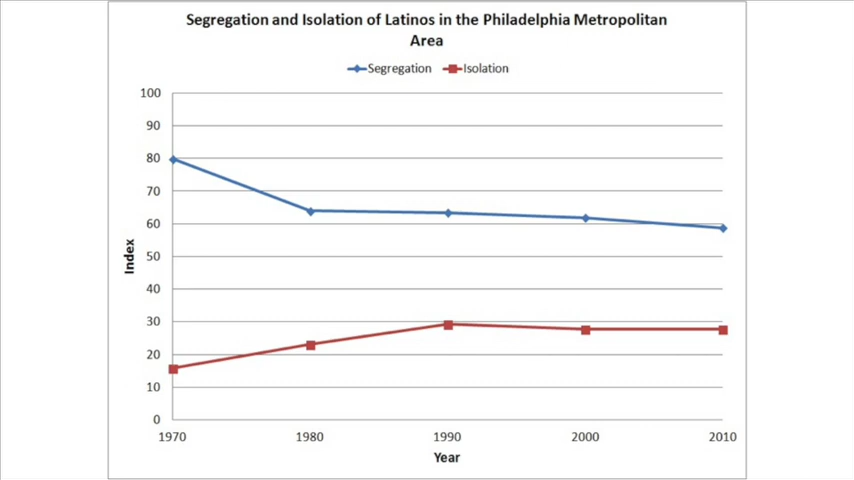 Segregation and Isolation of Latinos in the Philadelphia Metropolitan
Area
Segregation Isolation
100
90
80
70
60
50
40
30
20
10
0
Index
1970 1980 1990 2000 2010
Year